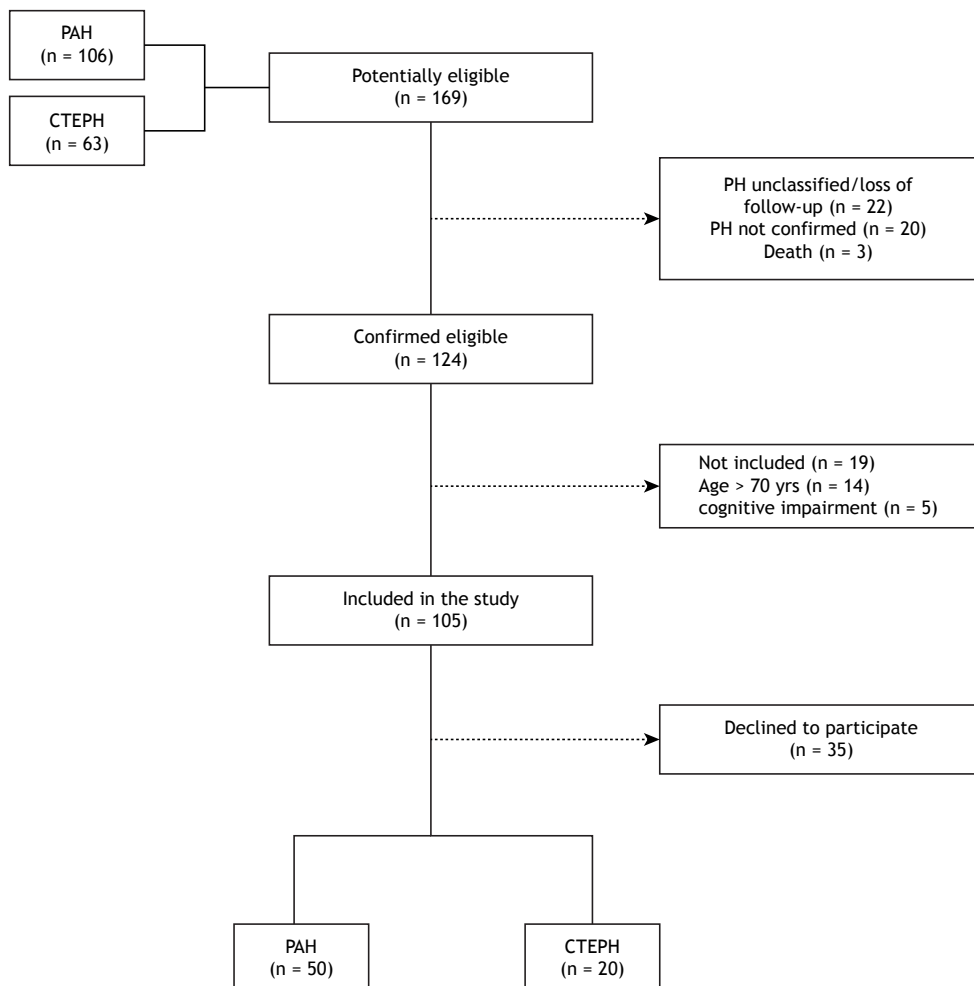 PAH
(n = 106)
CTEPH
(n = 63)
Potentially eligible
(n = 169)
PH unclassified/loss of
follow-up (n = 22)
PH not confirmed (n = 20)
Death (n = 3)
Confirmed eligible
(n = 124)
Not included (n = 19)
Age > 70 yrs (n = 14)
cognitive impairment (n = 5)
Included in the study
(n = 105)
Declined to participate
(n = 35)
PAH
(n = 50)
CTEPH
(n = 20)